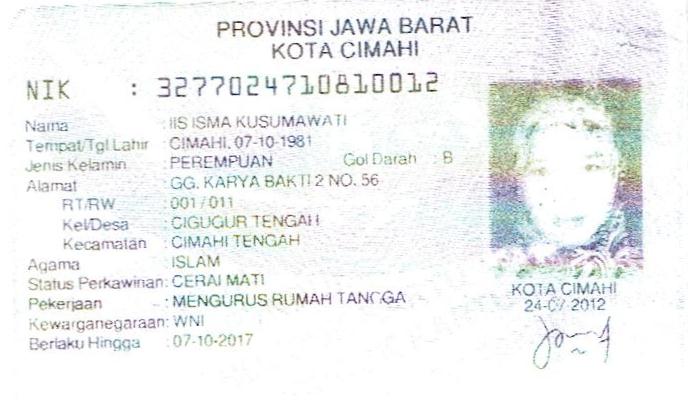 PROVINSI JAWA BARAT
KOTA CIMAHI
NIK : 3277024710810012
Nama : IIS ISMA KUSUMAWATI
Tempat/Tgl Lahir : CIMAHI, 07-10-1981
Jenis Kelamin : PEREMPUAN Gol Darah : B
Alamat : GG. KARYA BAKTI 2 NO. 56
RT/RW : 001 / 011
Kel/Desa : CIGUGUR TENGAH
Kecamatan : CIMAHI TENGAH
Agama : ISLAM
Status Perkawinan: CERAI MATI
Pekerjaan : MENGURUS RUMAH TANGGA
Kewarganegaraan: WNI
Berlaku Hingga : 07-10-2017
KOTA CIMAHI
24-07-2012